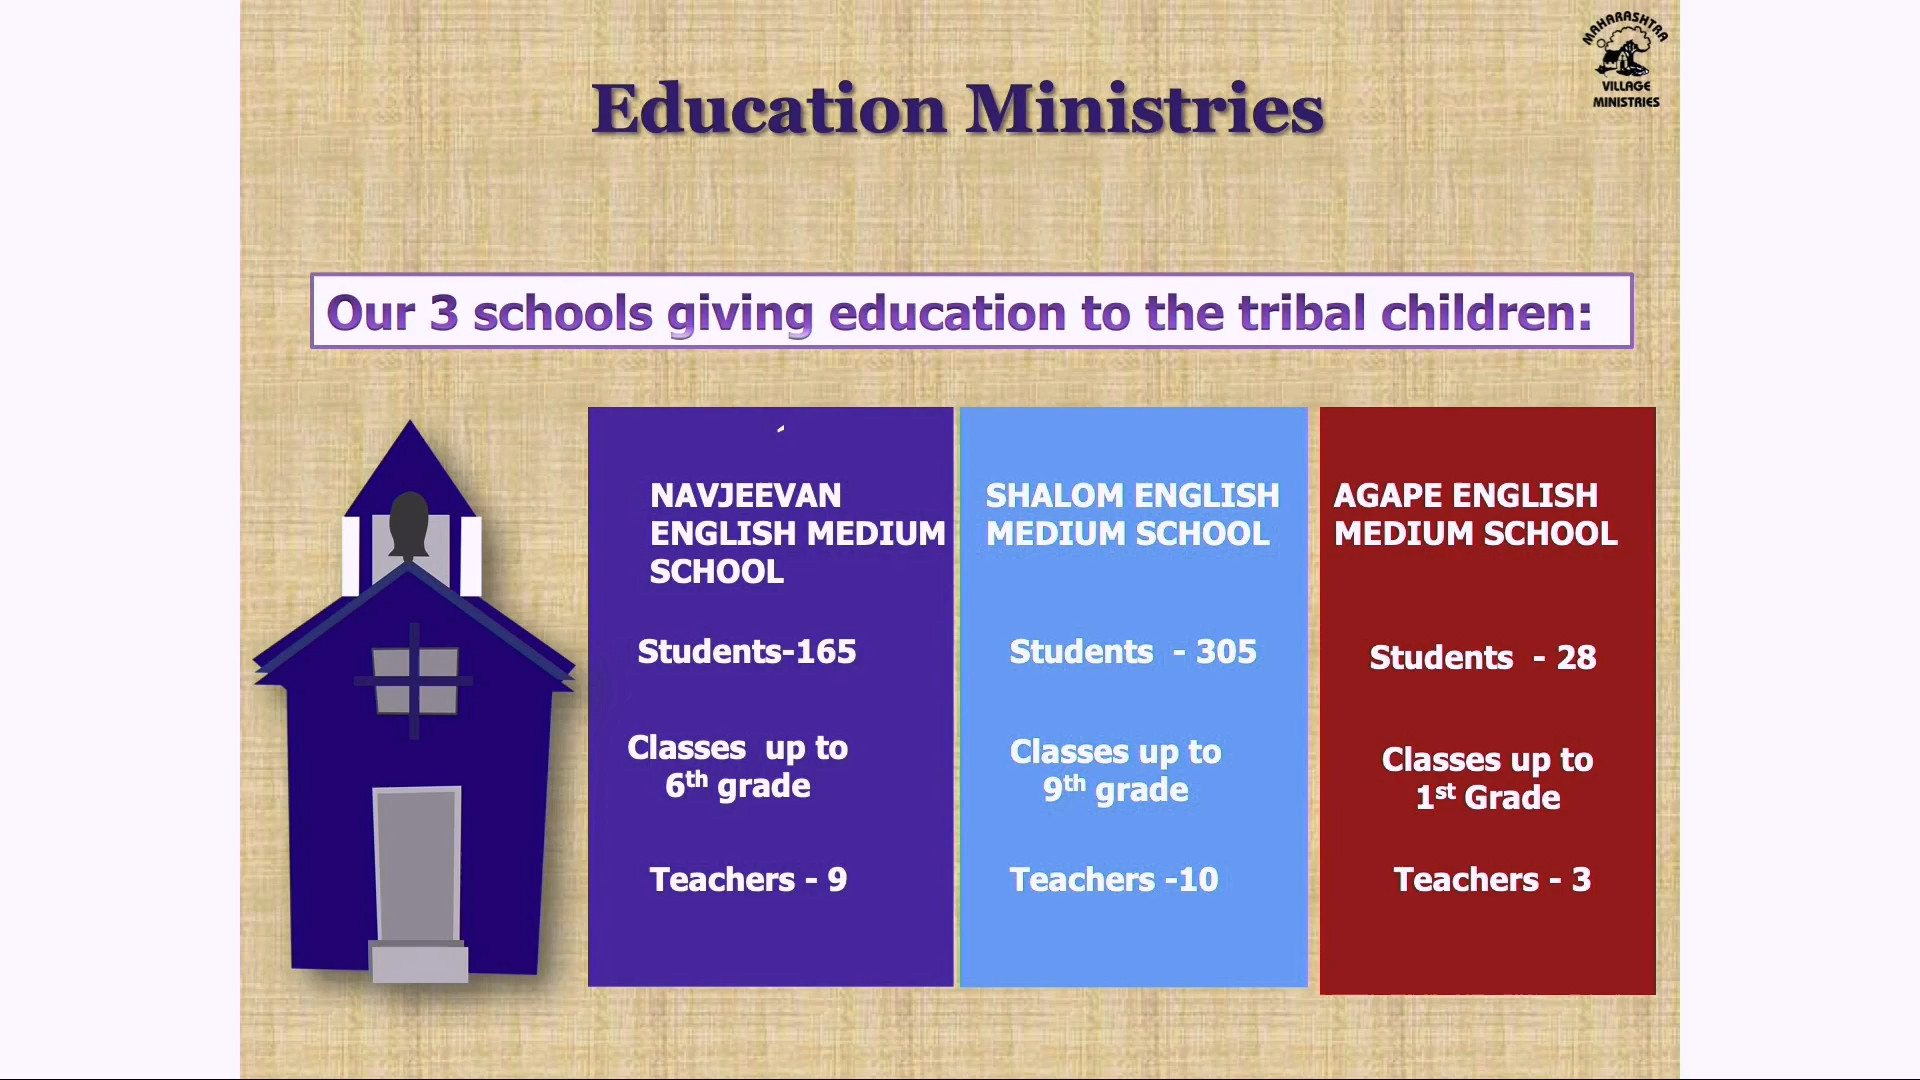 MAHARASHTRA
VILLAGE
MINISTRIES
Education Ministries
Our 3 schools giving education to the tribal children:
NAVJEEVAN
ENGLISH MEDIUM
SCHOOL
Students-165
Classes  up to
6th grade
Teachers - 9
SHALOM ENGLISH
MEDIUM SCHOOL
Students  - 305
Classes up to
9th grade
Teachers -10
AGAPE ENGLISH
MEDIUM SCHOOL
Students  - 28
Classes up to
1st Grade
Teachers - 3